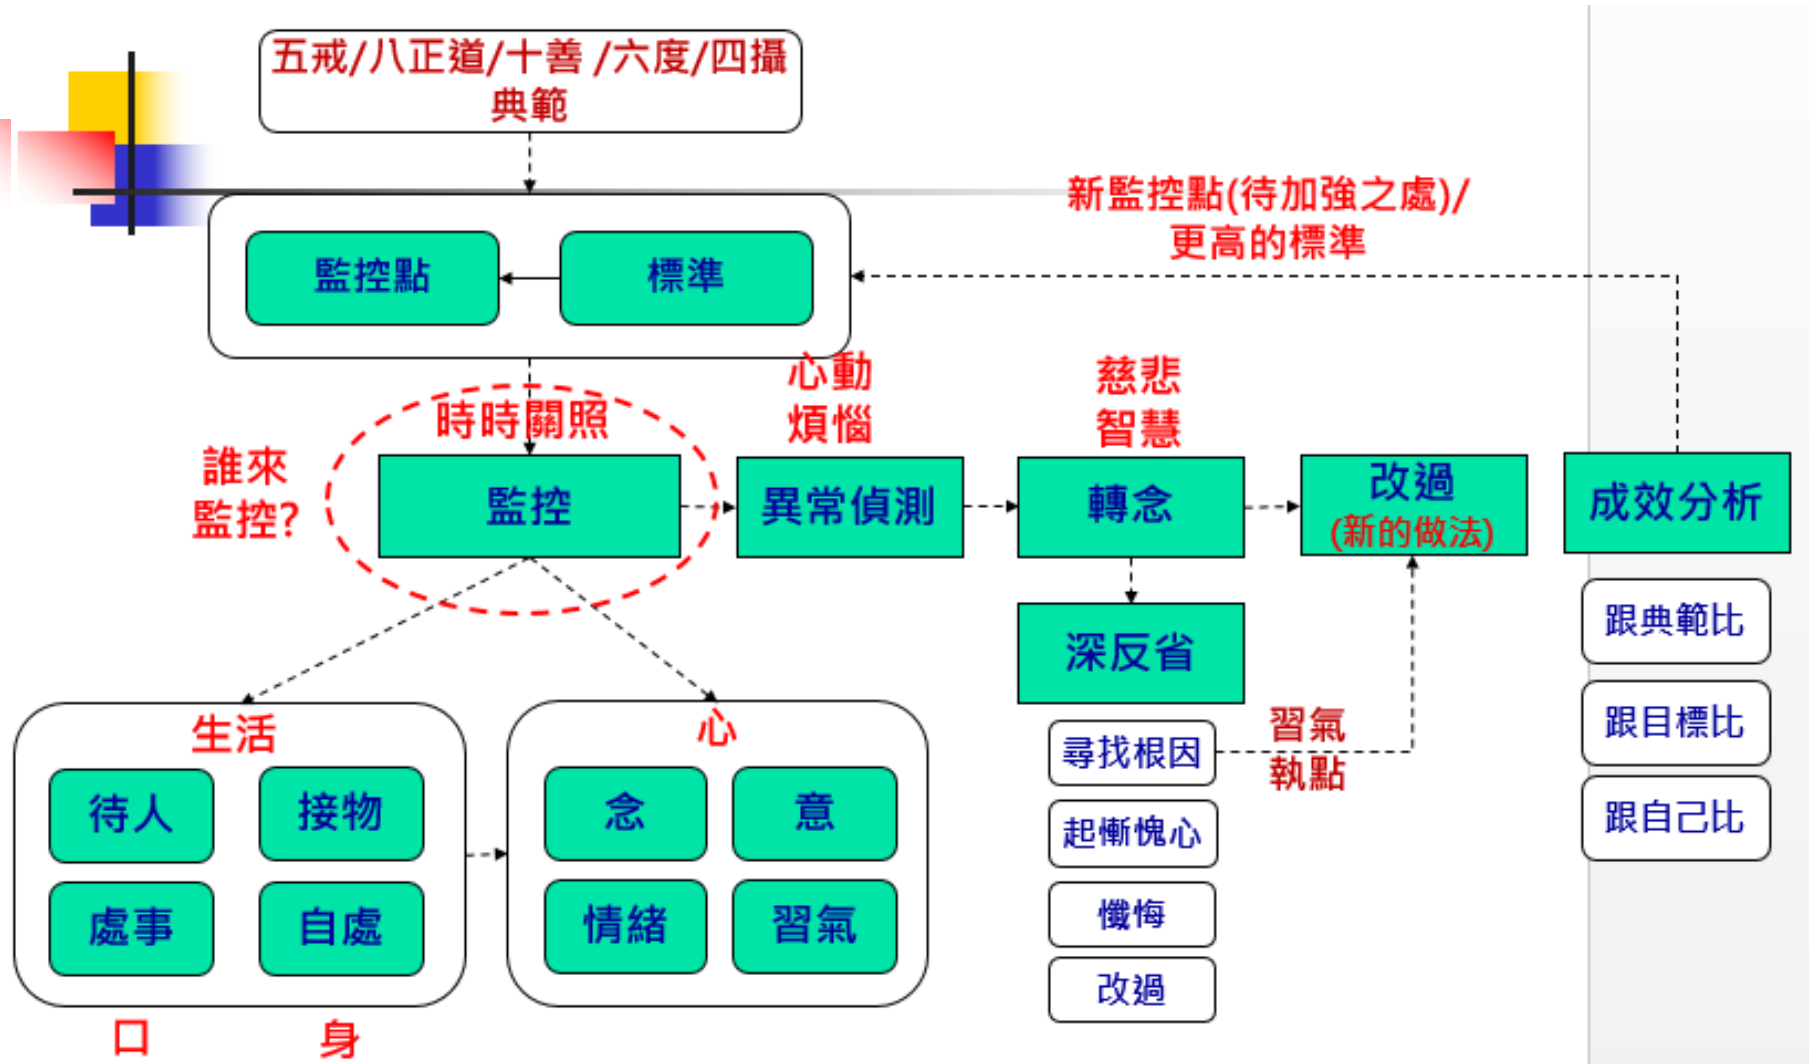 五戒/八正道/十善 /六度/四攝
典範
新監控點(待加強之處)/
更高的標準
監控點
標準
心動
煩惱
慈悲
智慧
時時關照
誰來
監控?
監控
異常偵測
轉念
改過
(新的做法)
成效分析
跟典範比
跟目標比
跟自己比
深反省
尋找根因
習氣
執點
起慚愧心
懺悔
改過
生活
待人
接物
處事
自處
口
身
心
念
意
情緒
習氣